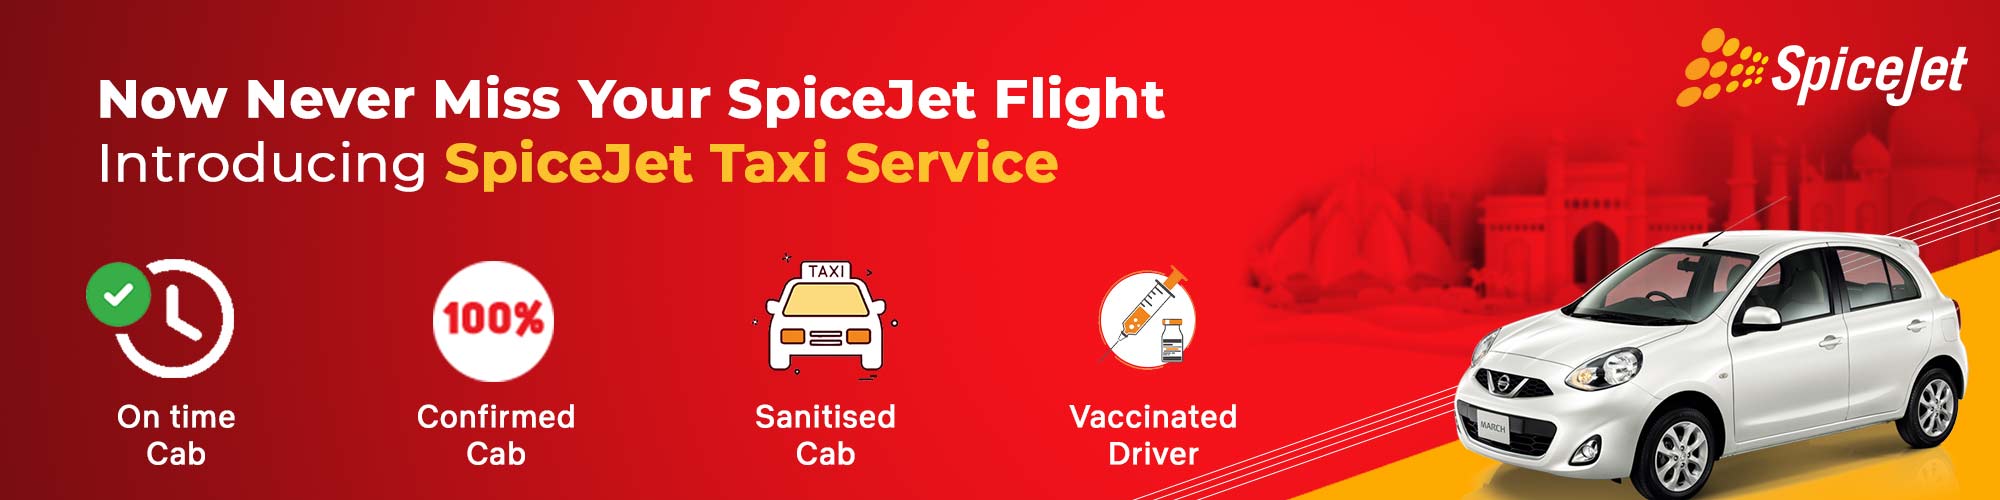 SpiceJet
Now Never Miss Your SpiceJet Flight
Introducing SpiceJet Taxi Service
100%
TAXI
On time
Cab
Confirmed
Cab
Sanitised
Cab
Vaccinated
Driver
MARCH